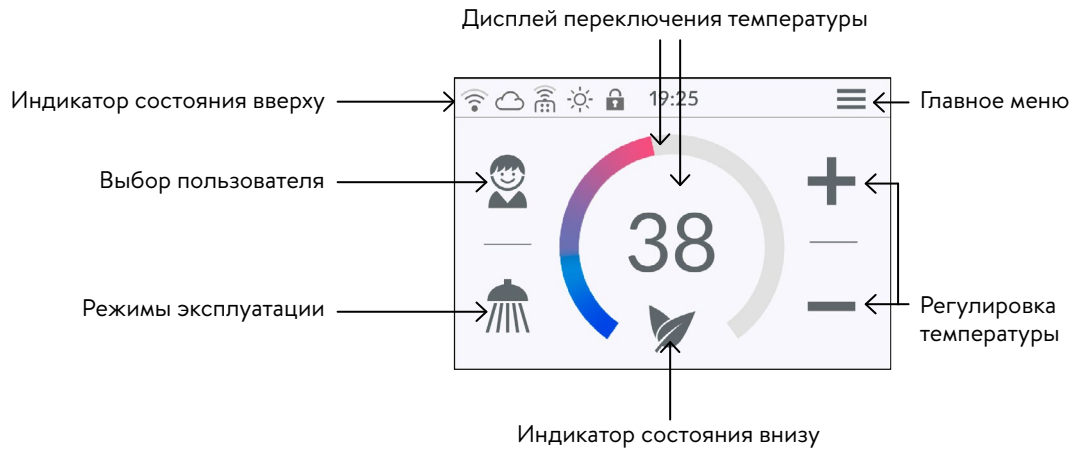 Дисплей переключения температуры
Индикатор состояния вверху
19:25
Главное меню
Выбор пользователя
38
Режимы эксплуатации
Регулировка
температуры
Индикатор состояния внизу